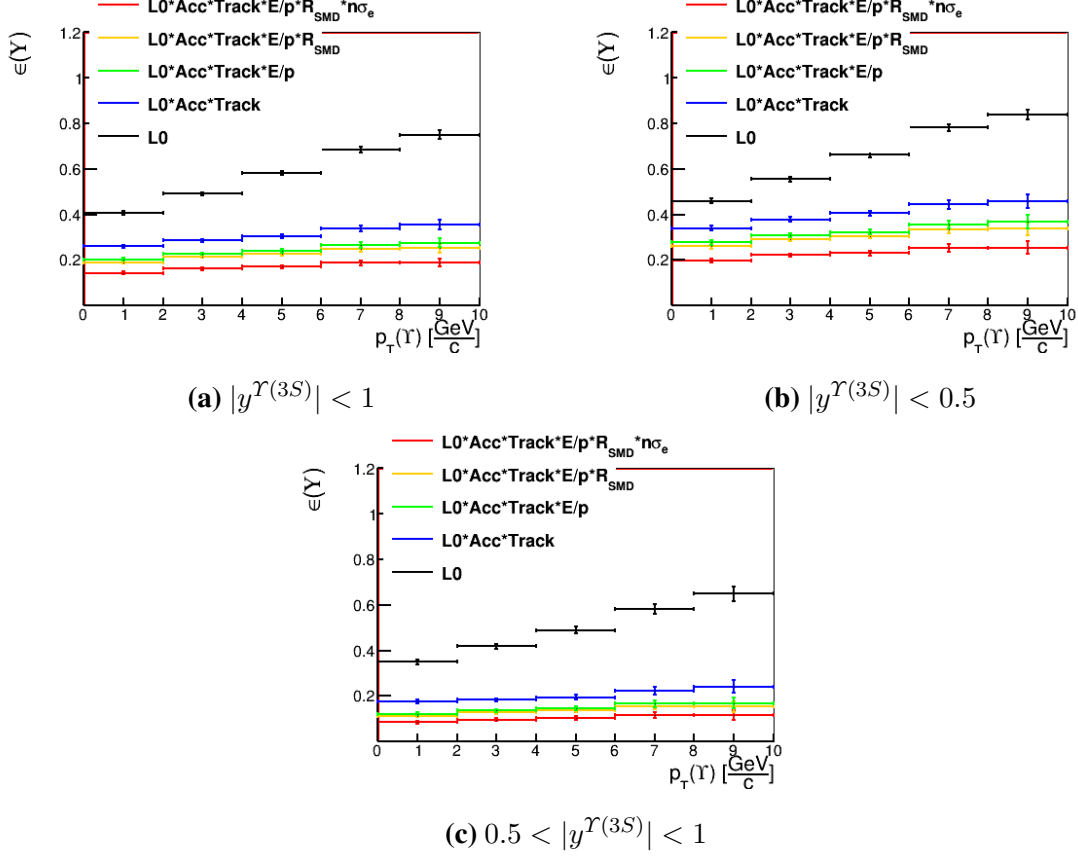 L0*Acc*Track*E/p*R_SMD*nσ_e
L0*Acc*Track*E/p*R_SMD
L0*Acc*Track*E/p
L0*Acc*Track
L0
∈(Υ)
1.2
1
0.8
0.6
0.4
0.2
0 1 2 3 4 5 6 7 8 9 10
p_T(Υ) [GeV/c]
(a) |y^Υ(3S)| < 1
L0*Acc*Track*E/p*R_SMD*nσ_e
L0*Acc*Track*E/p*R_SMD
L0*Acc*Track*E/p
L0*Acc*Track
L0
∈(Υ)
1.2
1
0.8
0.6
0.4
0.2
0 1 2 3 4 5 6 7 8 9 10
p_T(Υ) [GeV/c]
(b) |y^Υ(3S)| < 0.5
L0*Acc*Track*E/p*R_SMD*nσ_e
L0*Acc*Track*E/p*R_SMD
L0*Acc*Track*E/p
L0*Acc*Track
L0
∈(Υ)
1.2
1
0.8
0.6
0.4
0.2
0 1 2 3 4 5 6 7 8 9 10
p_T(Υ) [GeV/c]
(c) 0.5 < |y^Υ(3S)| < 1